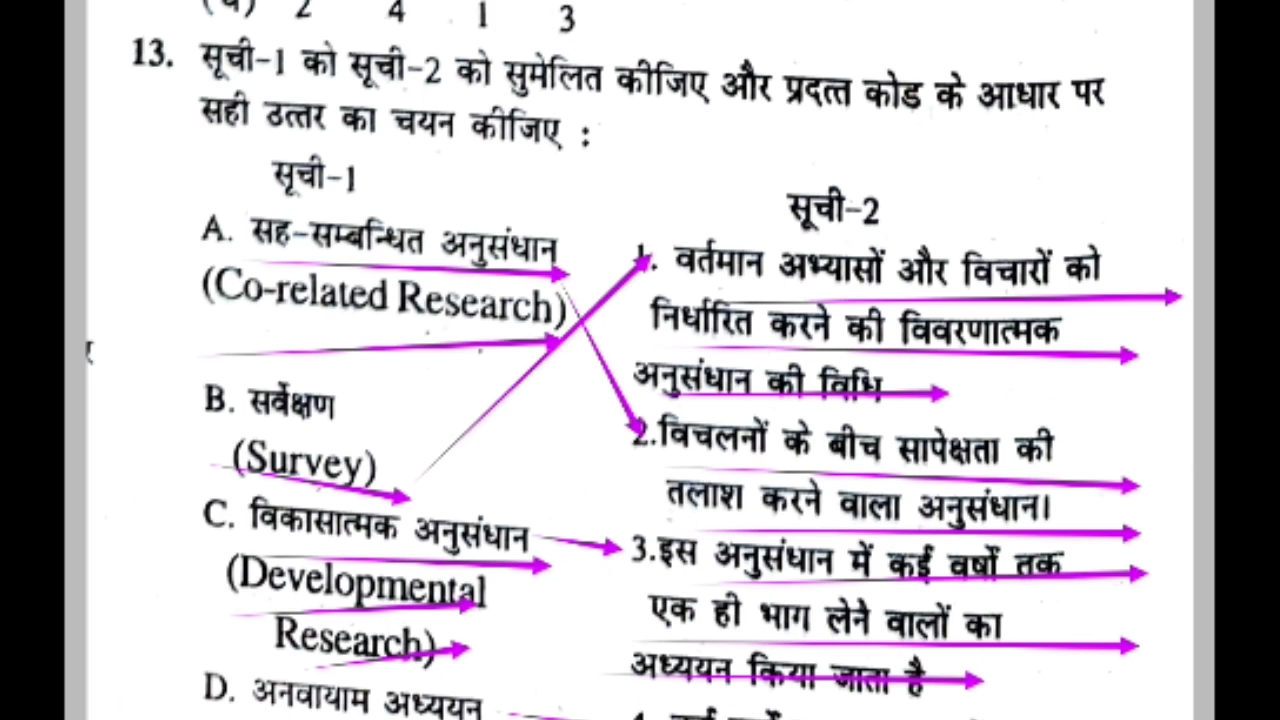 2 4 1 3
13. सूची-1 को सूची-2 को सुमेलित कीजिए और प्रदत्त कोड के आधार पर
सही उत्तर का चयन कीजिए :
सूची-1
A. सह-सम्बन्धित अनुसंधान
(Co-related Research)
B. सर्वेक्षण
(Survey)
C. विकासात्मक अनुसंधान
(Developmental
Research)
D. अनवायाम अध्ययन
सूची-2
1. वर्तमान अभ्यासों और विचारों को
निर्धारित करने की विवरणात्मक
अनुसंधान की विधि
2.विचलनों के बीच सापेक्षता की
तलाश करने वाला अनुसंधान।
3.इस अनुसंधान में कई वर्षों तक
एक ही भाग लेने वालों का
अध्ययन किया जाता है